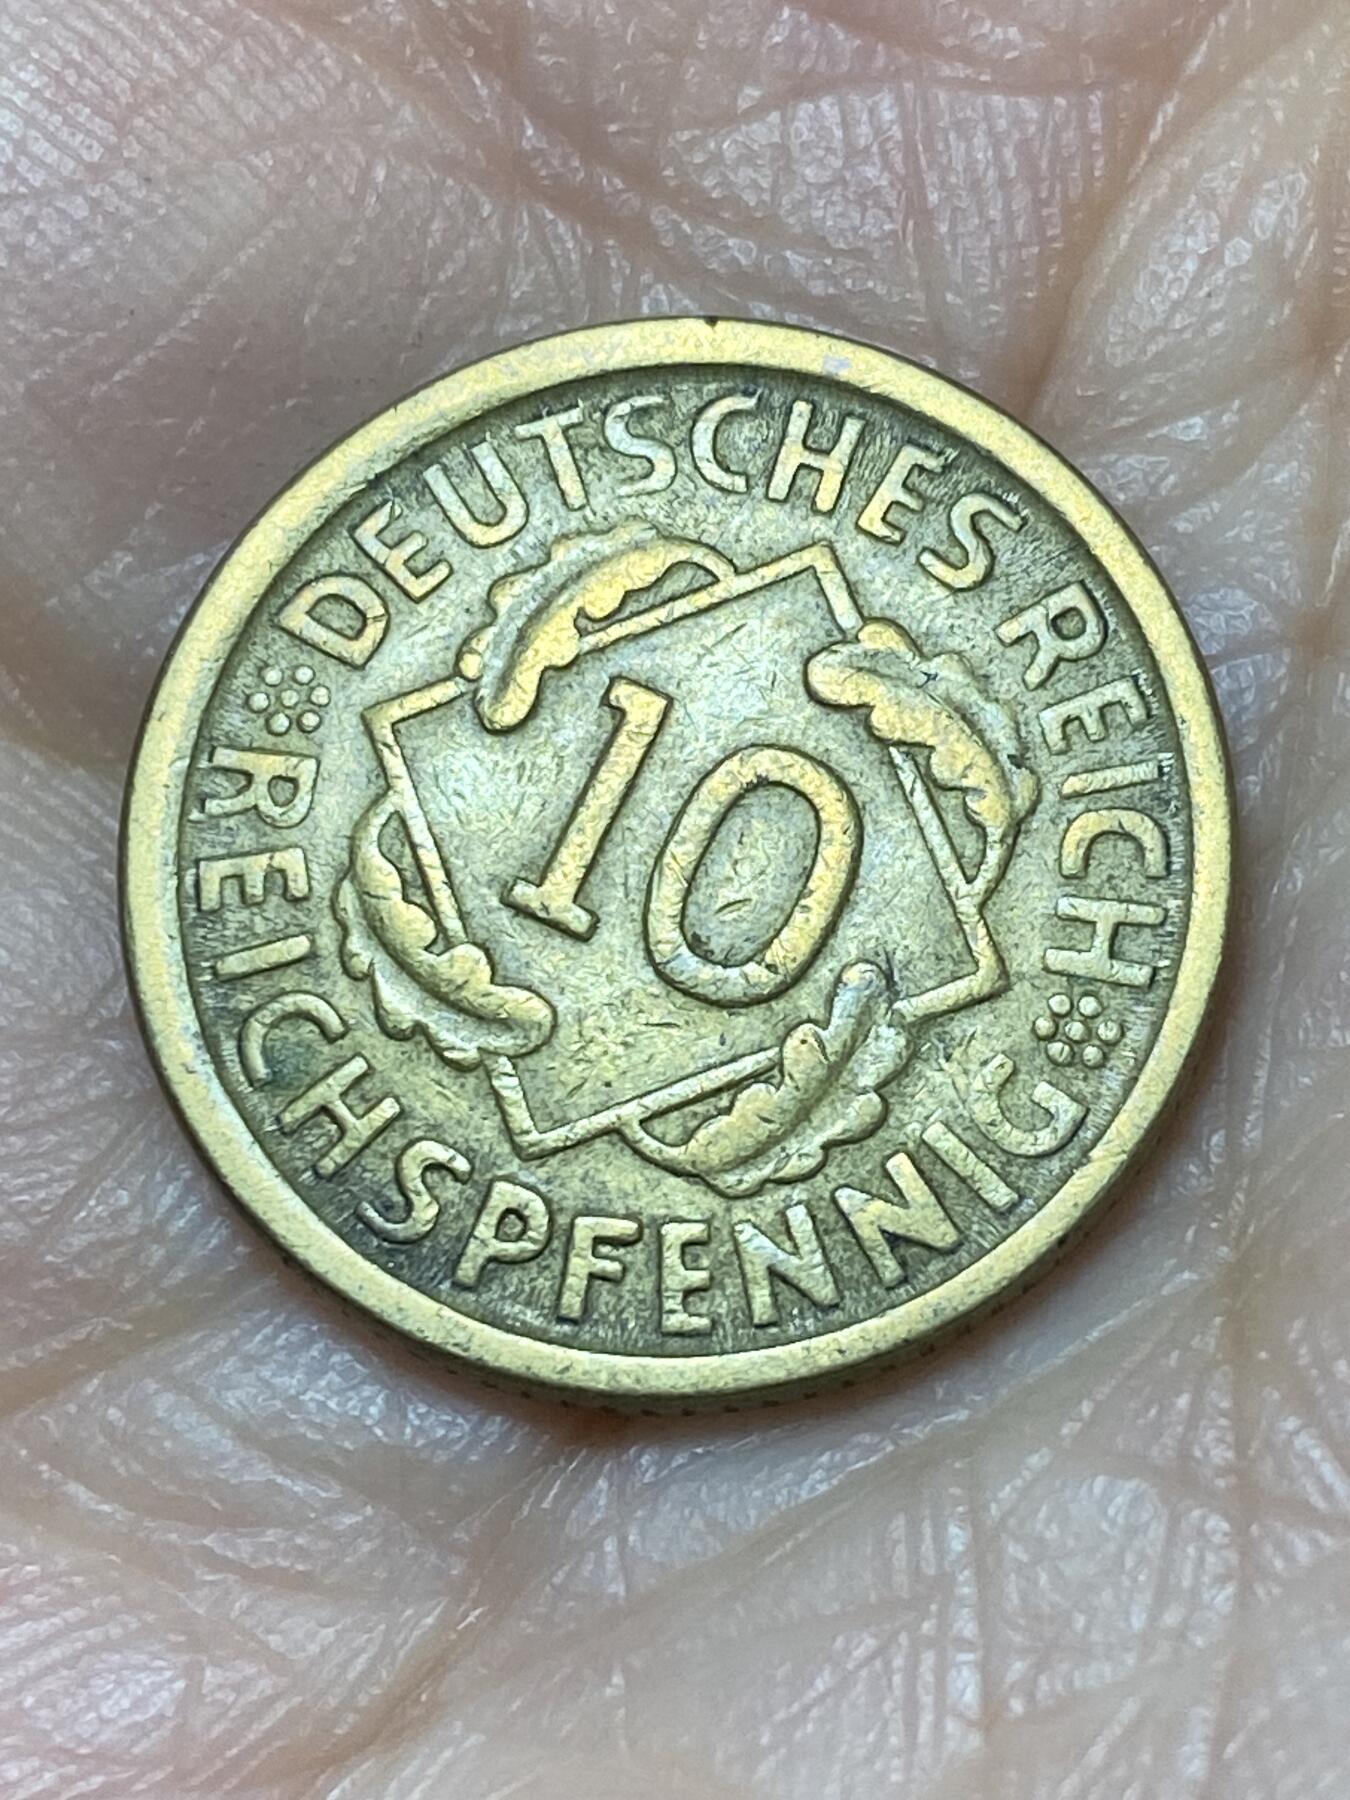 DEUTSCHES REICH
10
REICHSPFENNIG